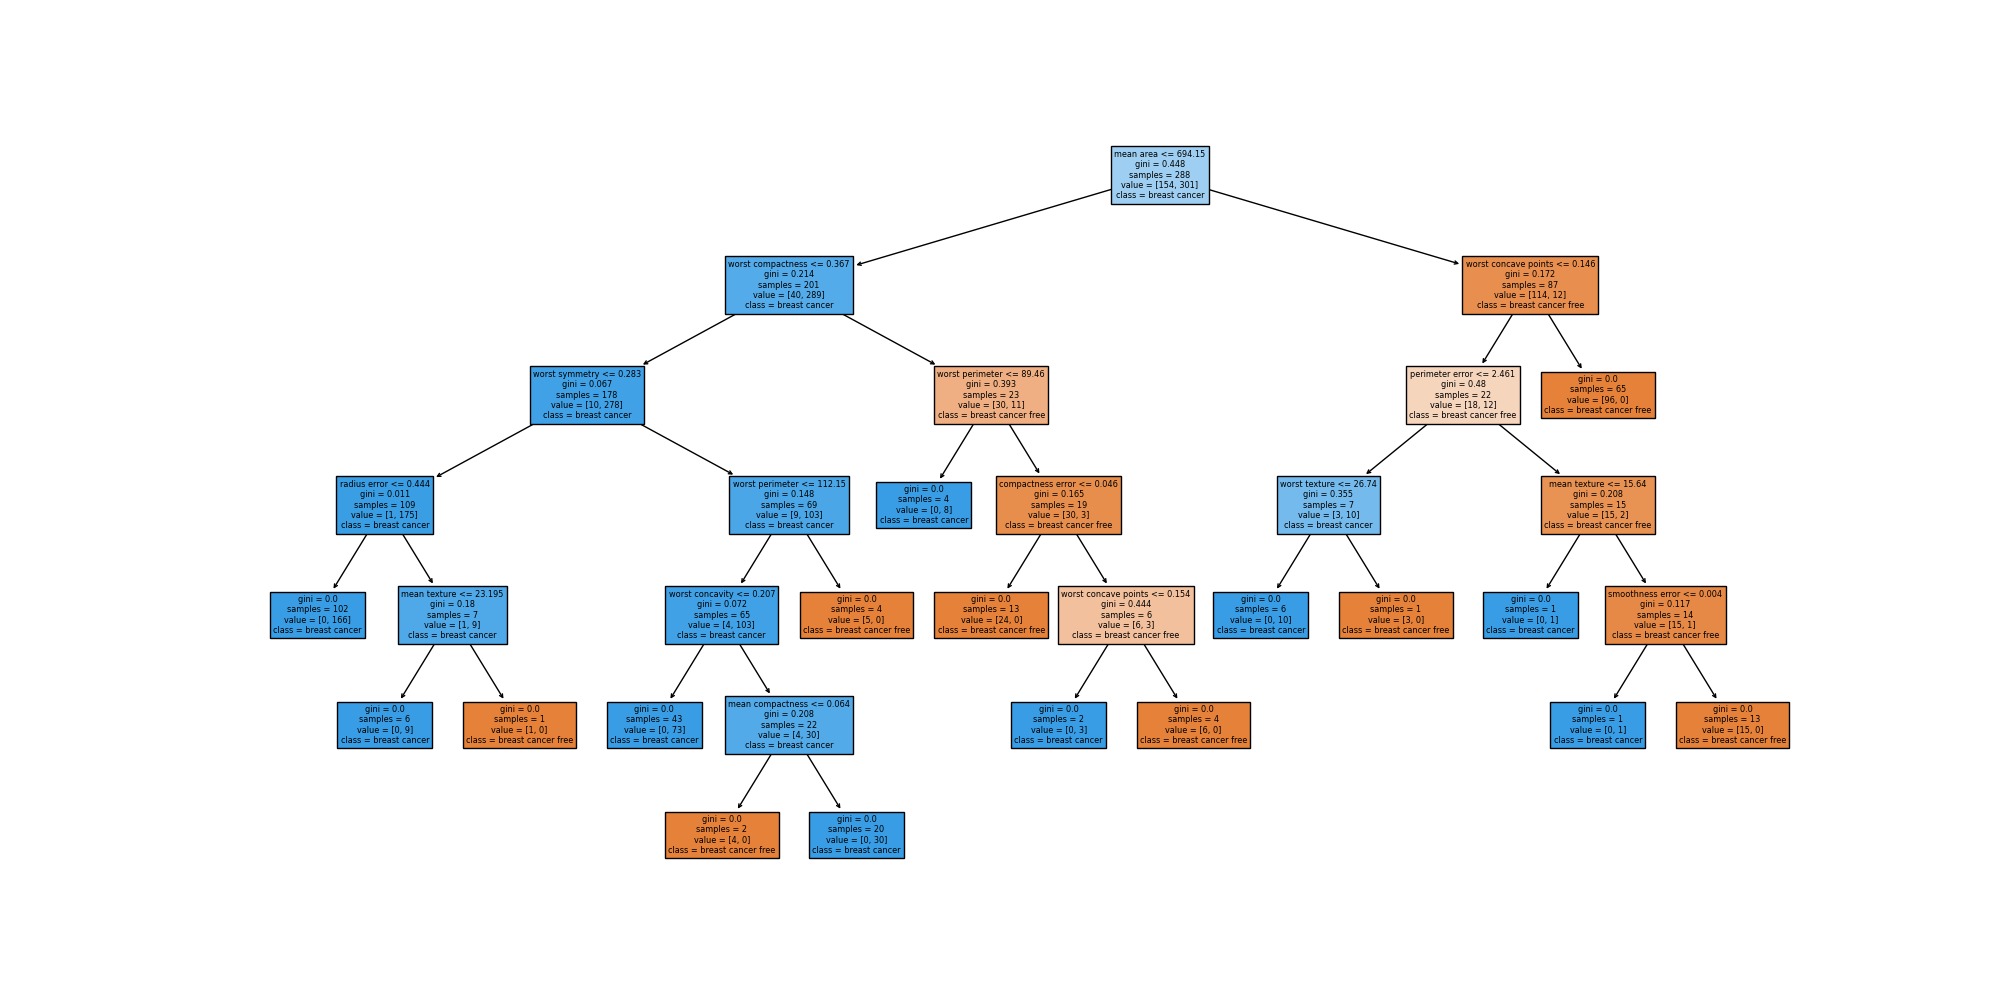 mean area <= 694.15
gini = 0.448
samples = 288
value = [154, 301]
class = breast cancer
worst compactness <= 0.367
gini = 0.214
samples = 201
value = [40, 289]
class = breast cancer
worst concave points <= 0.146
gini = 0.172
samples = 87
value = [114, 12]
class = breast cancer free
worst symmetry <= 0.283
gini = 0.067
samples = 178
value = [10, 278]
class = breast cancer
worst perimeter <= 89.46
gini = 0.393
samples = 23
value = [30, 11]
class = breast cancer free
perimeter error <= 2.461
gini = 0.48
samples = 22
value = [18, 12]
class = breast cancer free
gini = 0.0
samples = 65
value = [96, 0]
class = breast cancer free
radius error <= 0.444
gini = 0.011
samples = 109
value = [1, 175]
class = breast cancer
worst perimeter <= 112.15
gini = 0.148
samples = 69
value = [9, 103]
class = breast cancer
gini = 0.0
samples = 4
value = [0, 8]
class = breast cancer
compactness error <= 0.046
gini = 0.165
samples = 19
value = [30, 3]
class = breast cancer free
worst texture <= 26.74
gini = 0.355
samples = 7
value = [3, 10]
class = breast cancer
mean texture <= 15.64
gini = 0.208
samples = 15
value = [15, 2]
class = breast cancer free
gini = 0.0
samples = 102
value = [0, 166]
class = breast cancer
mean texture <= 23.195
gini = 0.18
samples = 7
value = [1, 9]
class = breast cancer
worst concavity <= 0.207
gini = 0.072
samples = 65
value = [4, 103]
class = breast cancer
gini = 0.0
samples = 4
value = [5, 0]
class = breast cancer free
gini = 0.0
samples = 13
value = [24, 0]
class = breast cancer free
worst concave points <= 0.154
gini = 0.444
samples = 6
value = [6, 3]
class = breast cancer free
gini = 0.0
samples = 6
value = [0, 10]
class = breast cancer
gini = 0.0
samples = 1
value = [3, 0]
class = breast cancer free
gini = 0.0
samples = 1
value = [0, 1]
class = breast cancer
smoothness error <= 0.004
gini = 0.117
samples = 14
value = [15, 1]
class = breast cancer free
gini = 0.0
samples = 6
value = [0, 9]
class = breast cancer
gini = 0.0
samples = 1
value = [1, 0]
class = breast cancer free
gini = 0.0
samples = 43
value = [0, 73]
class = breast cancer
mean compactness <= 0.064
gini = 0.208
samples = 22
value = [4, 30]
class = breast cancer
gini = 0.0
samples = 2
value = [0, 3]
class = breast cancer
gini = 0.0
samples = 4
value = [6, 0]
class = breast cancer free
gini = 0.0
samples = 1
value = [0, 1]
class = breast cancer
gini = 0.0
samples = 13
value = [15, 0]
class = breast cancer free
gini = 0.0
samples = 2
value = [4, 0]
class = breast cancer free
gini = 0.0
samples = 20
value = [0, 30]
class = breast cancer